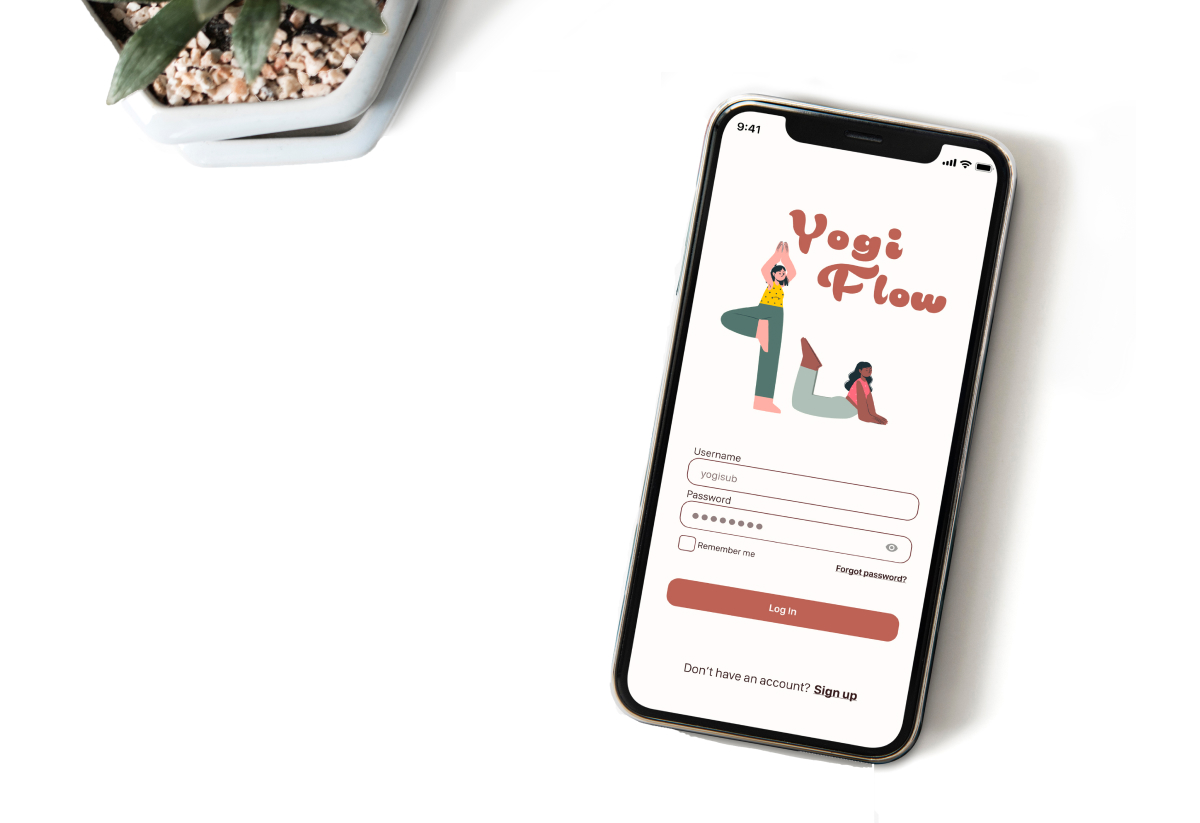 9:41
Yogi
Flow
Username
yogisub
Password
●●●●●●●●
Remember me
Forgot password?
Log In
Don't have an account? Sign up